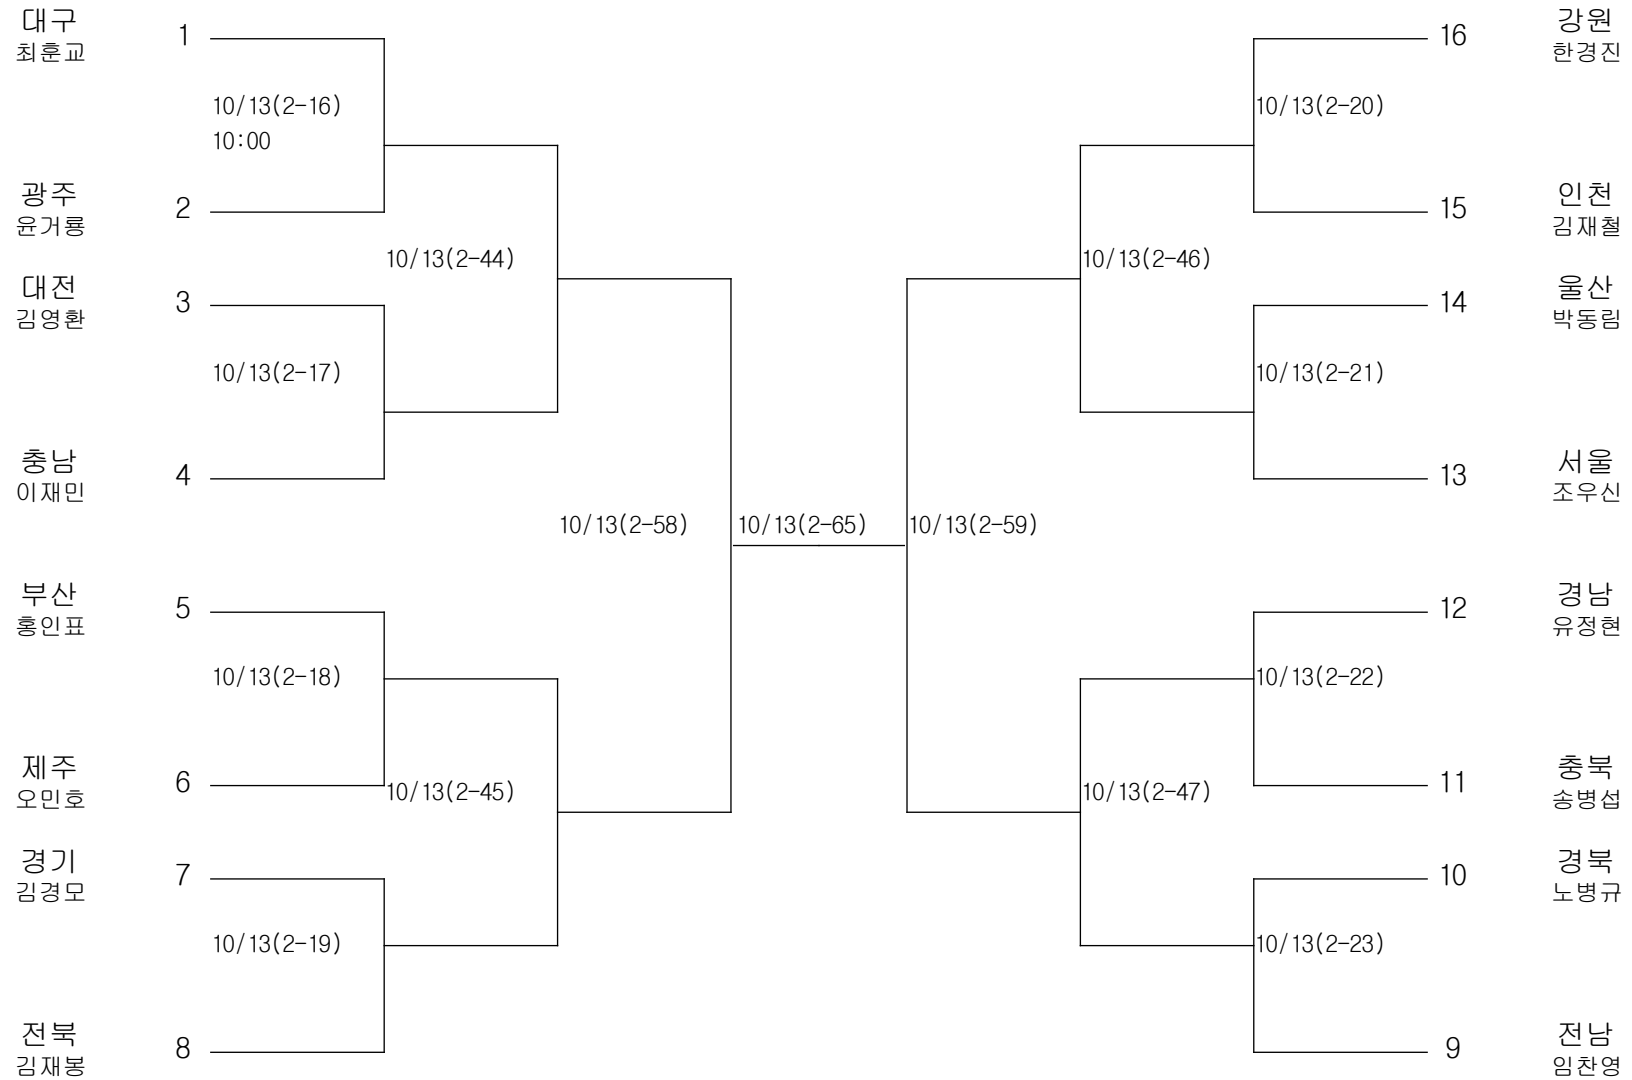 대구
최훈교
1
10/13(2-16)
10:00
광주
윤거룡
2
10/13(2-44)
대전
김영환
3
10/13(2-17)
충남
이재민
4
10/13(2-58)
부산
홍인표
5
10/13(2-18)
제주
오민호
6
10/13(2-45)
경기
김경모
7
10/13(2-19)
전북
김재봉
8
10/13(2-65)
16
강원
한경진
10/13(2-20)
15
인천
김재철
10/13(2-46)
14
울산
박동림
10/13(2-21)
13
서울
조우신
10/13(2-59)
12
경남
유정현
10/13(2-22)
11
충북
송병섭
10/13(2-47)
10
경북
노병규
10/13(2-23)
9
전남
임찬영